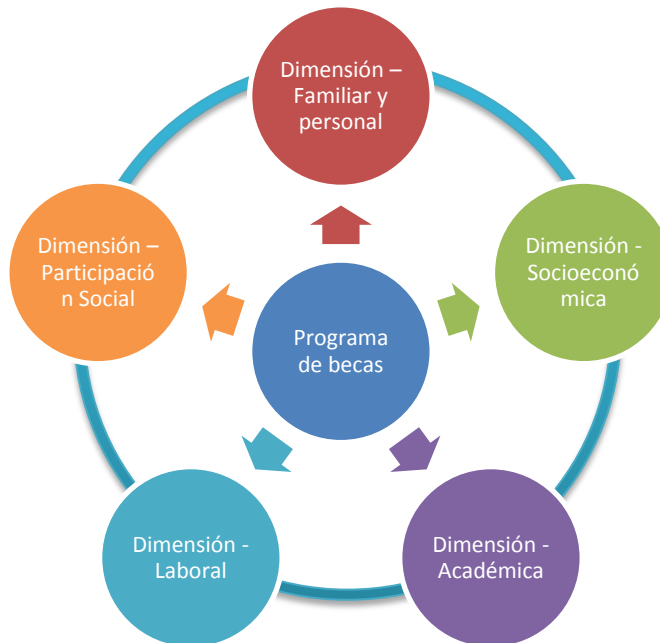 Dimensión –
Familiar y
personal
Dimensión -
Socioeconó
mica
Dimensión -
Académica
Dimensión -
Laboral
Dimensión –
Participació
n Social
Programa
de becas